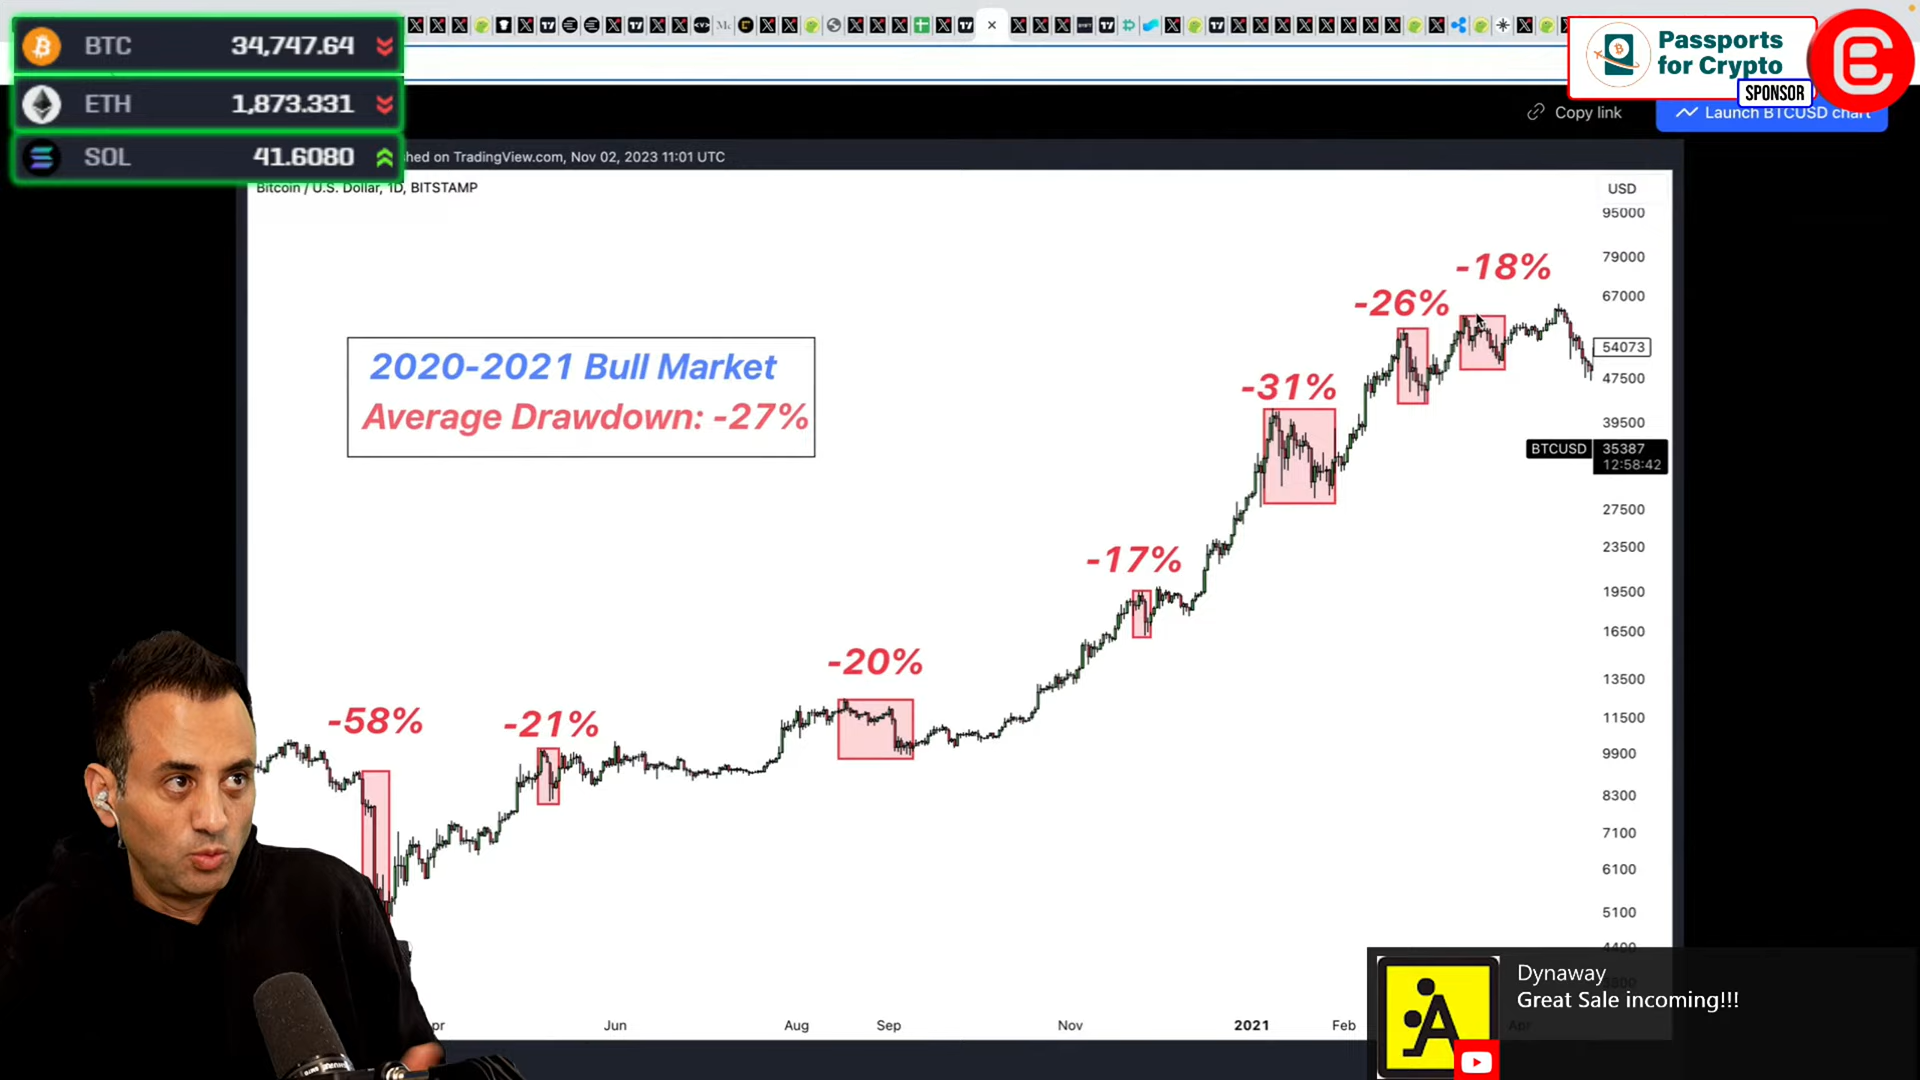 BTC 34,747.64
ETH 1,873.331
SOL 41.6080
Passports
for Crypto
SPONSOR
Copy link
Launch BTCUSD chart
hed on TradingView.com, Nov 02, 2023 11:01 UTC
Bitcoin / U.S. Dollar, 1D, BITSTAMP
USD
95000
79000
67000
54073
47500
39500
BTCUSD 35387
12:58:42
27500
23500
19500
16500
13500
11500
9900
8300
7100
6100
5100
4400
2020-2021 Bull Market
Average Drawdown: -27%
-18%
-26%
-31%
-17%
-20%
-21%
-58%
pr Jun Aug Sep Nov 2021 Feb Apr
Dynaway
Great Sale incoming!!!